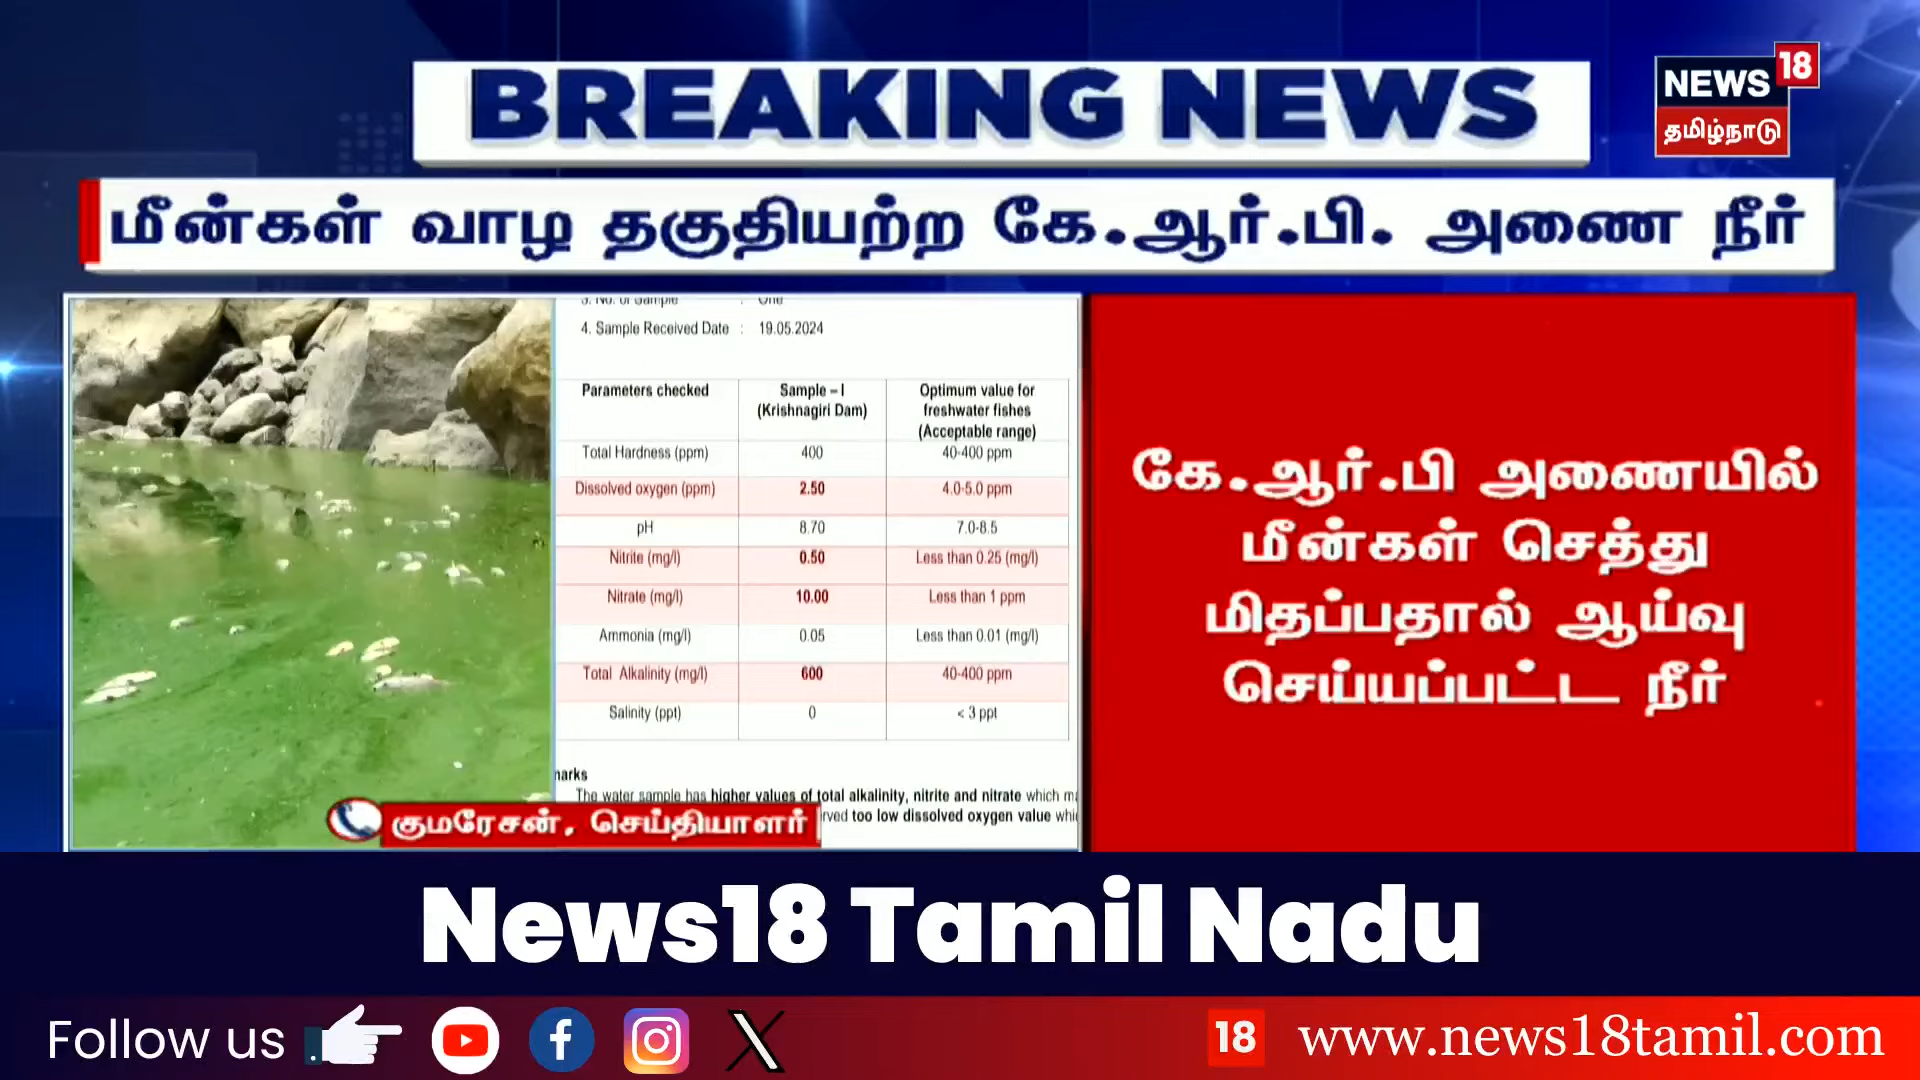 BREAKING NEWS
NEWS 18
தமிழ்நாடு
மீன்கள் வாழ தகுதியற்ற கே.ஆர்.பி. அணை நீர்
3. No. of Sample : One
4. Sample Received Date : 19.05.2024
Parameters checked Sample – I (Krishnagiri Dam) Optimum value for freshwater fishes (Acceptable range)
Total Hardness (ppm) 400 40-400 ppm
Dissolved oxygen (ppm) 2.50 4.0-5.0 ppm
pH 8.70 7.0-8.5
Nitrite (mg/l) 0.50 Less than 0.25 (mg/l)
Nitrate (mg/l) 10.00 Less than 1 ppm
Ammonia (mg/l) 0.05 Less than 0.01 (mg/l)
Total Alkalinity (mg/l) 600 40-400 ppm
Salinity (ppt) 0 < 3 ppt
The water sample has higher values of total alkalinity, nitrite and nitrate which
too low dissolved oxygen value
குமரேசன், செய்தியாளர்
கே.ஆர்.பி அணையில்
மீன்கள் செத்து
மிதப்பதால் ஆய்வு
செய்யப்பட்ட நீர்
News18 Tamil Nadu
Follow us
18 www.news18tamil.com